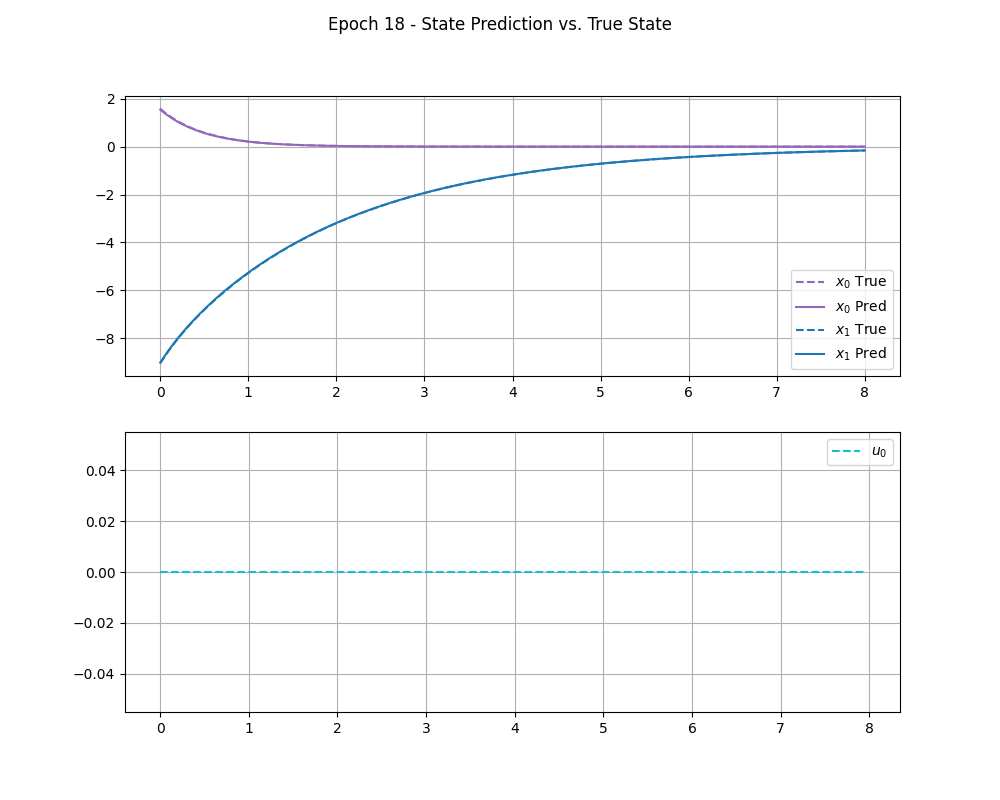 Epoch 18 - State Prediction vs. True State
2
0
−2
−4
−6
−8
x₀ True
x₀ Pred
x₁ True
x₁ Pred
0 1 2 3 4 5 6 7 8
u₀
0.04
0.02
0.00
−0.02
−0.04
0 1 2 3 4 5 6 7 8